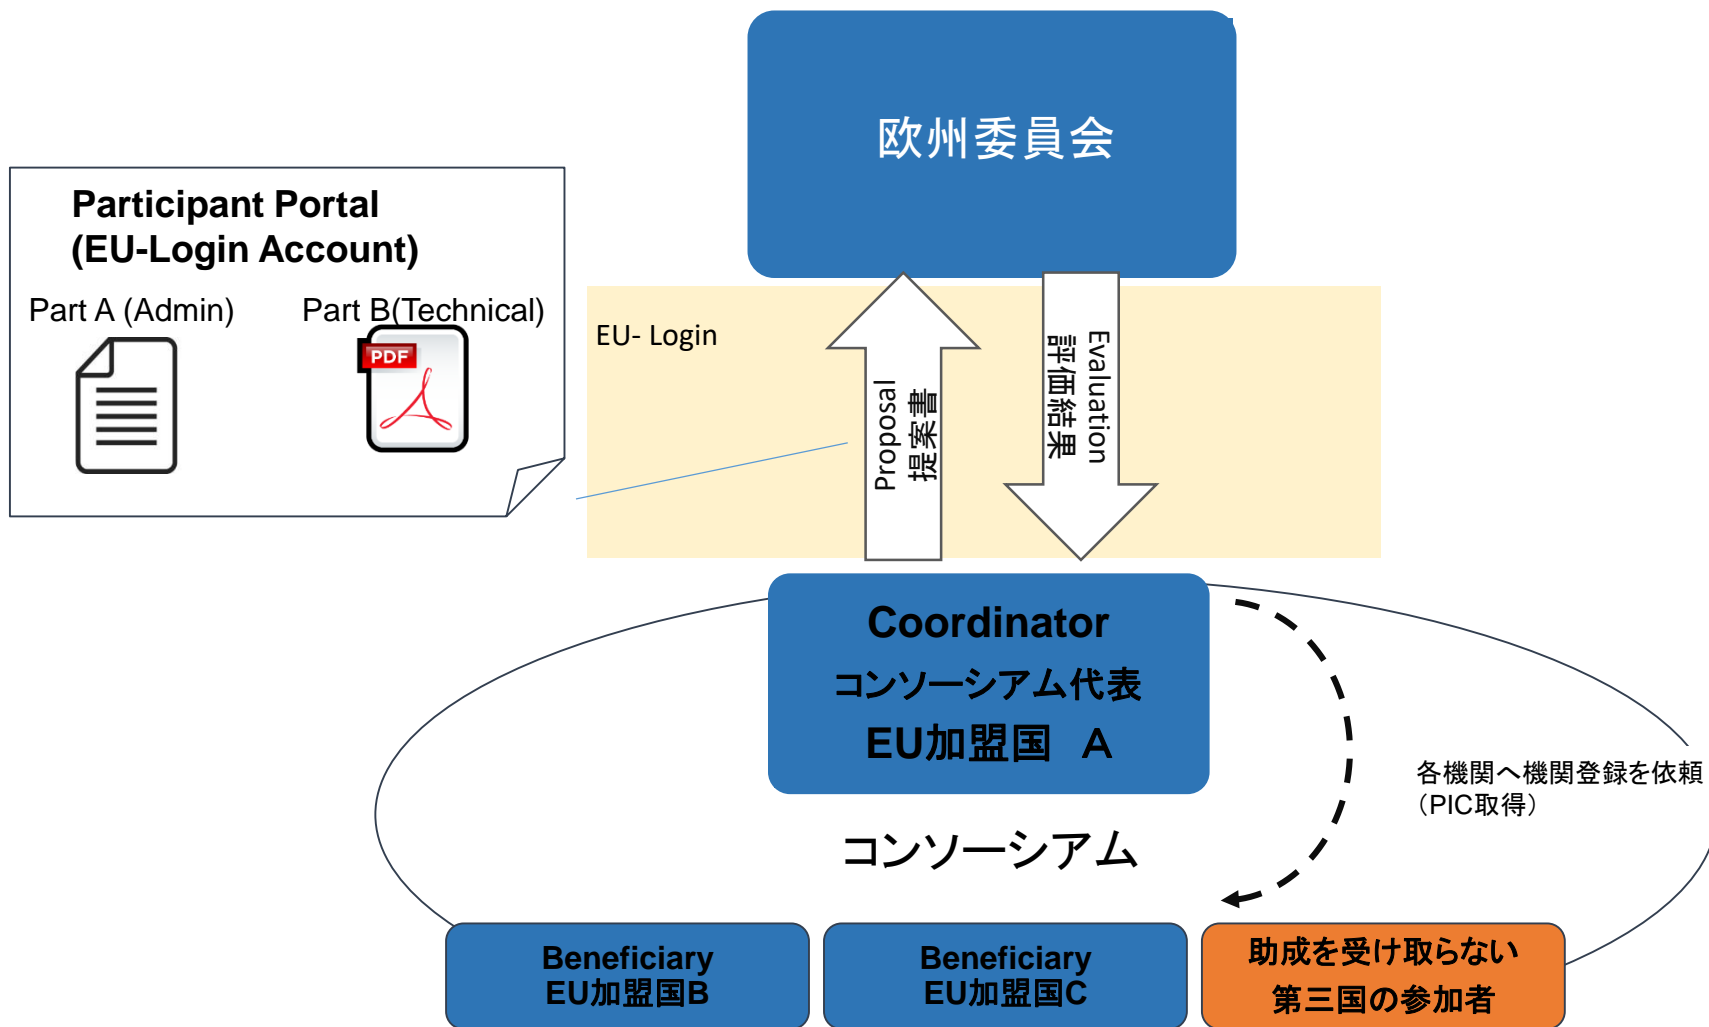 欧州委員会
Participant Portal
(EU-Login Account)
Part A (Admin)
Part B(Technical)
PDF
EU- Login
Proposal
提案書
Evaluation
評価結果
Coordinator
コンソーシアム代表
EU加盟国　A
各機関へ機関登録を依頼
（PIC取得）
コンソーシアム
Beneficiary
EU加盟国B
Beneficiary
EU加盟国C
助成を受け取らない
第三国の参加者